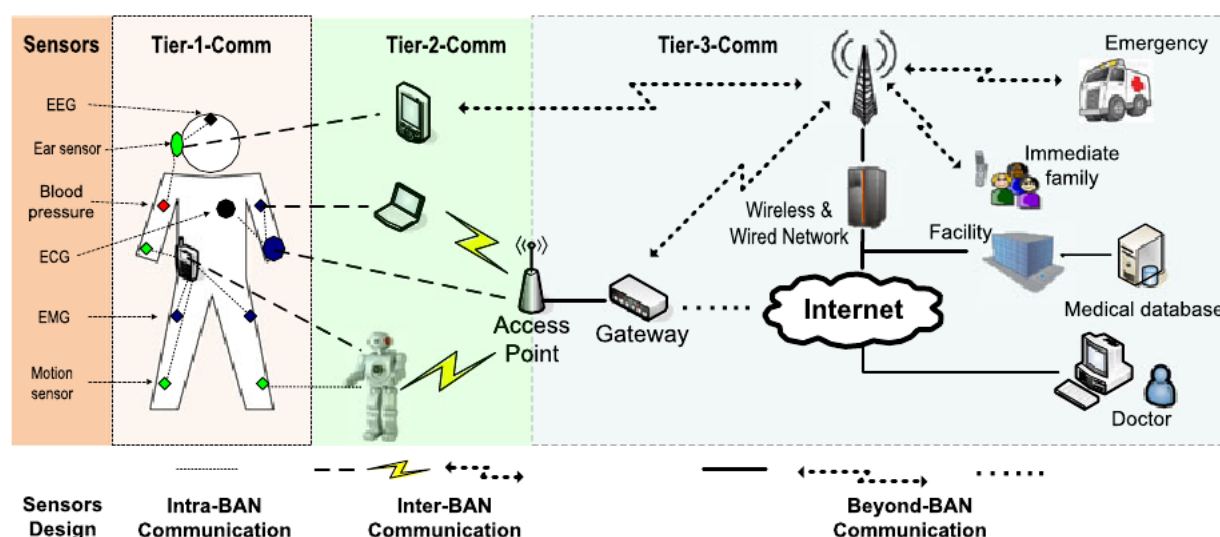 Sensors
Tier-1-Comm
Tier-2-Comm
Tier-3-Comm
Emergency
EEG
Ear sensor
Blood
pressure
ECG
EMG
Motion
sensor
Immediate
family
Wireless &
Wired Network
Facility
Internet
Access
Point
Gateway
Medical database
Doctor
Sensors
Design
Intra-BAN
Communication
Inter-BAN
Communication
Beyond-BAN
Communication